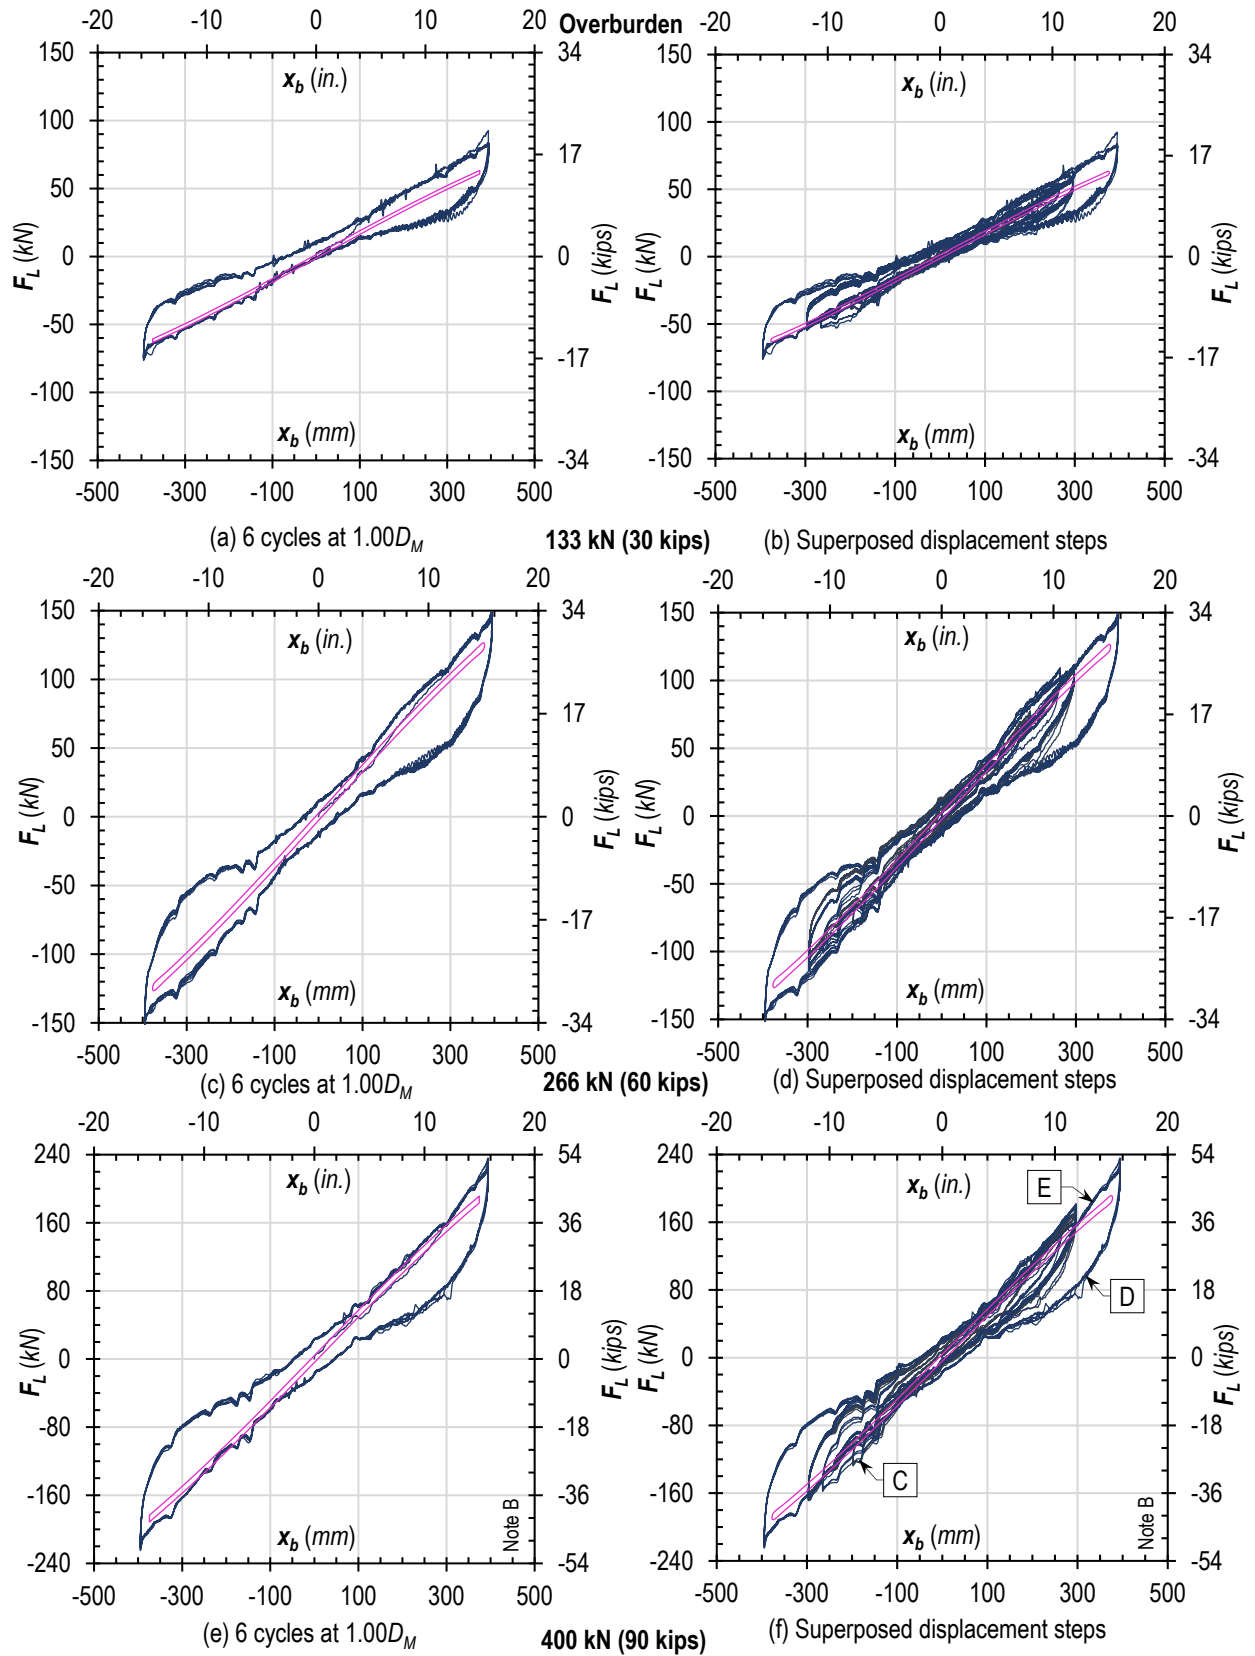 -20 -10 0 10 20 Overburden -20 -10 0 10 20
150 34 150 34
x_b (in.) x_b (in.)
100 100
17 17
50 50
F_L (kN) 0 0 F_L (kips) F_L (kN) 0 0 F_L (kips)
-50 -50
-17 -17
-100 -100
x_b (mm) x_b (mm)
-150 -34 -150 -34
-500 -300 -100 100 300 500 -500 -300 -100 100 300 500
(a) 6 cycles at 1.00D_M 133 kN (30 kips) (b) Superposed displacement steps
-20 -10 0 10 20 -20 -10 0 10 20
150 34 150 34
x_b (in.) x_b (in.)
100 100
17 17
50 50
F_L (kN) 0 0 F_L (kips) F_L (kN) 0 0 F_L (kips)
-50 -50
-17 -17
-100 -100
x_b (mm) x_b (mm)
-150 -34 -150 -34
-500 -300 -100 100 300 500 -500 -300 -100 100 300 500
(c) 6 cycles at 1.00D_M 266 kN (60 kips) (d) Superposed displacement steps
-20 -10 0 10 20 -20 -10 0 10 20
240 54 240 54
x_b (in.) x_b (in.)
E
160 36 160 36
80 18 80 18
D
F_L (kN) 0 0 F_L (kips) F_L (kN) 0 0 F_L (kips)
-80 -18 -80 -18
C
-160 -36 -160 -36
x_b (mm) Note B x_b (mm) Note B
-240 -54 -240 -54
-500 -300 -100 100 300 500 -500 -300 -100 100 300 500
(e) 6 cycles at 1.00D_M 400 kN (90 kips) (f) Superposed displacement steps